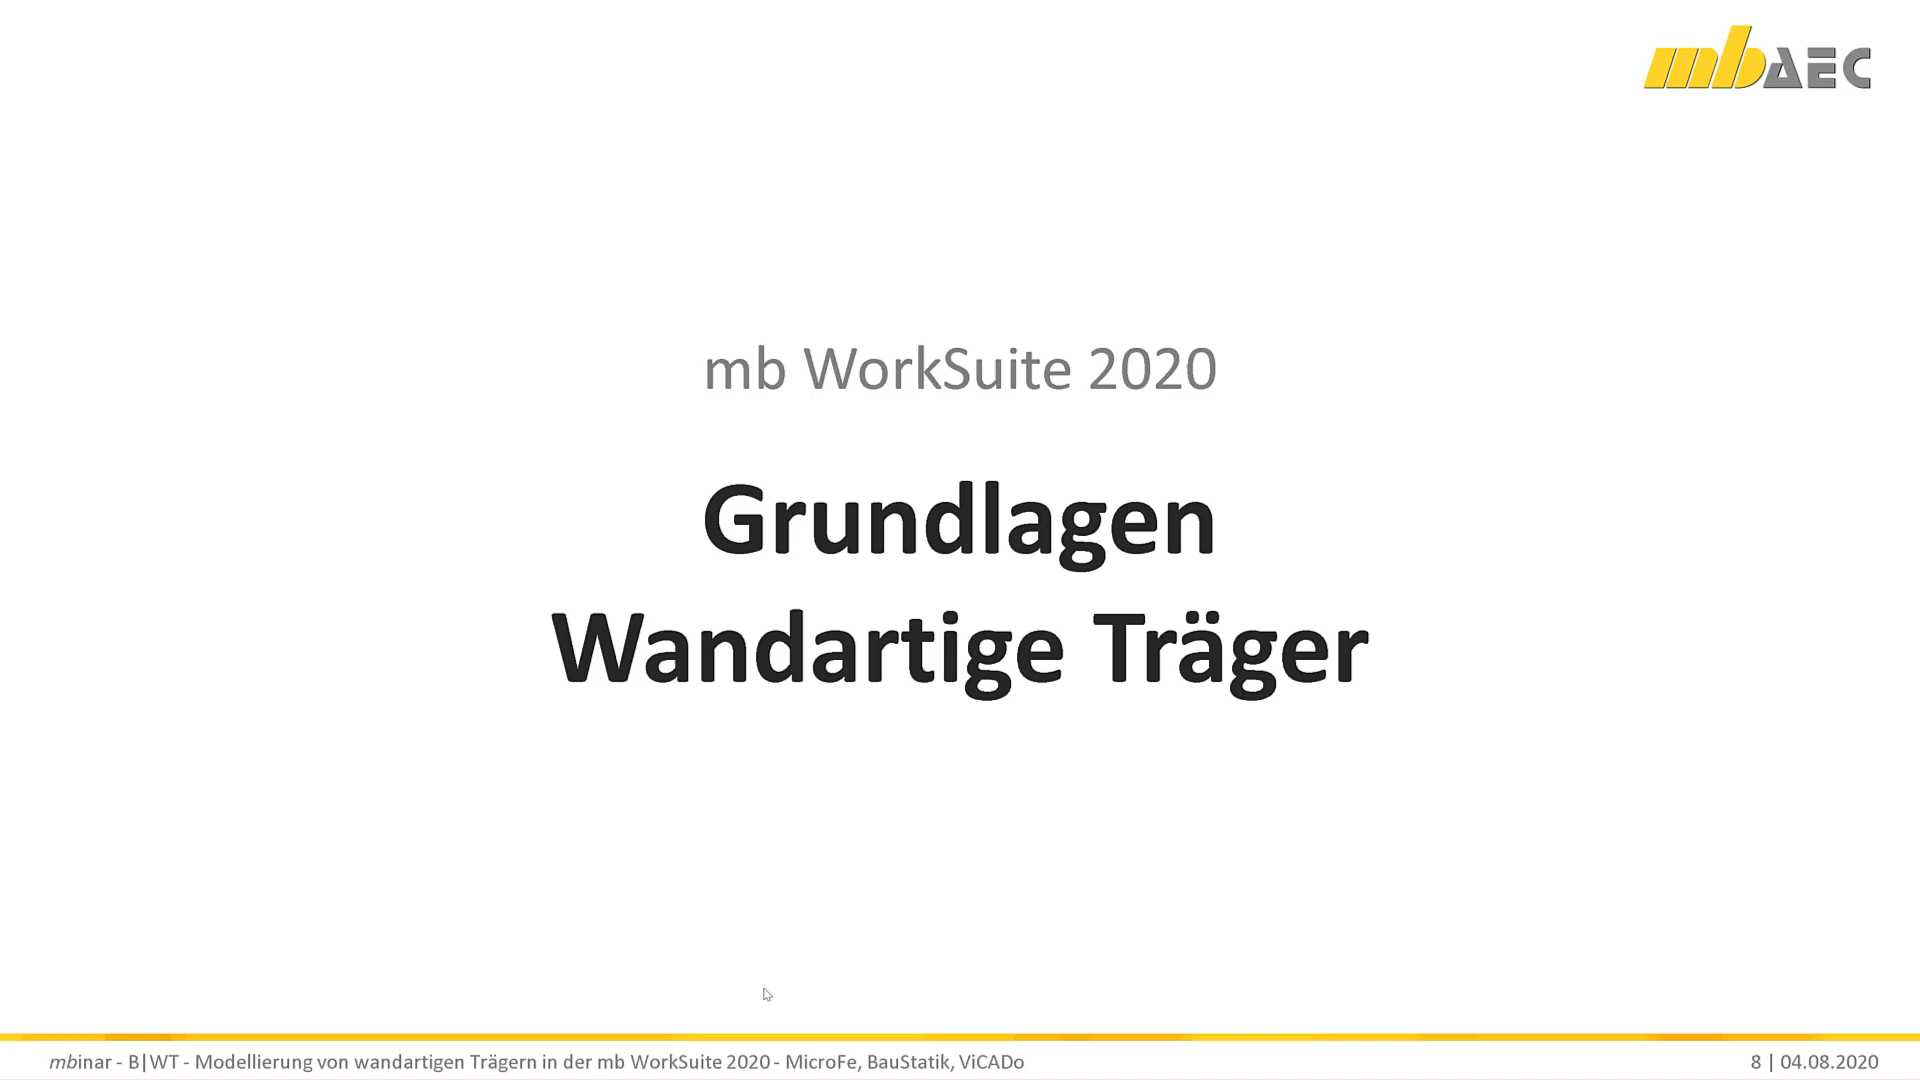 mbAEC
mb WorkSuite 2020
Grundlagen
Wandartige Träger
mbinar - B|WT - Modellierung von wandartigen Trägern in der mb WorkSuite 2020 - MicroFe, BauStatik, ViCADo
8 | 04.08.2020